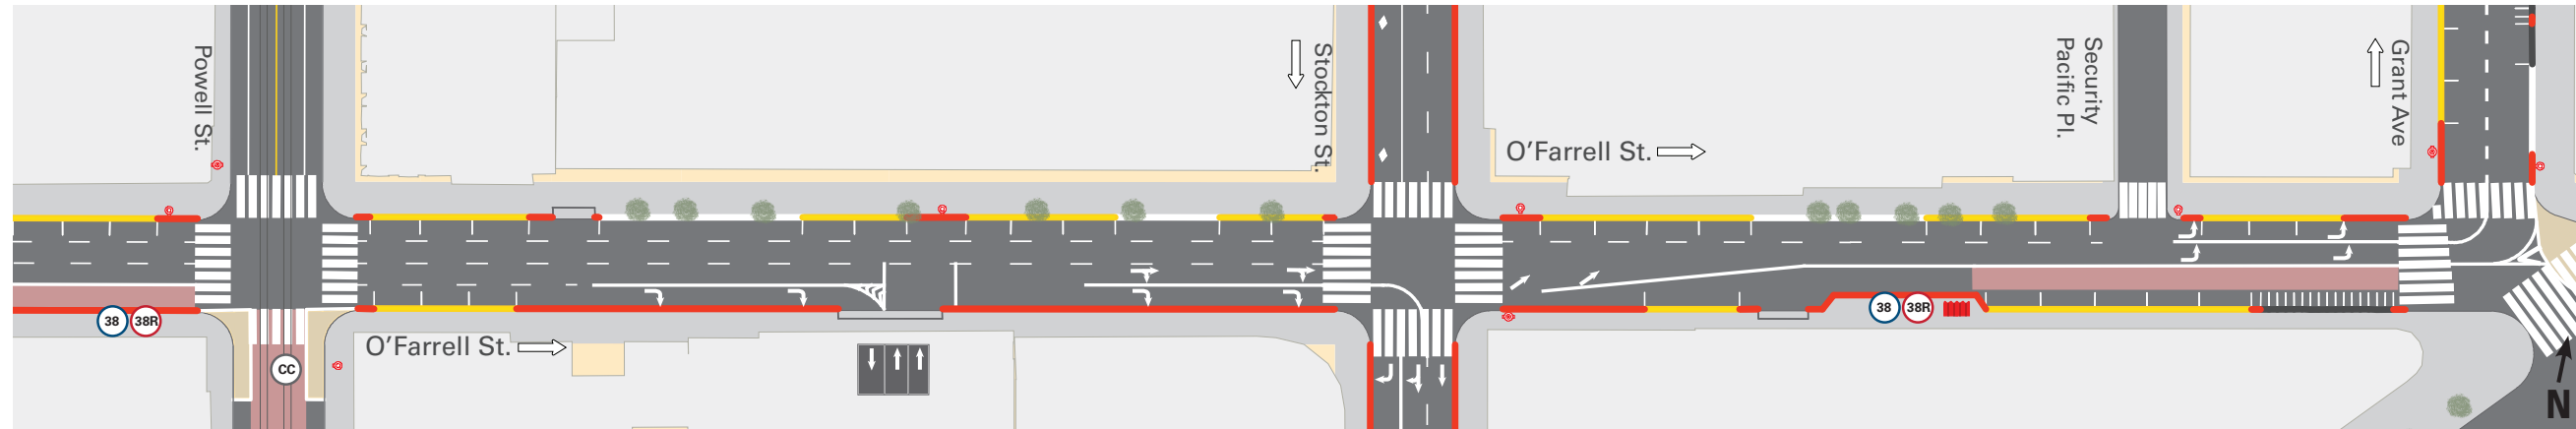 Powell St.
Stockton St.
O'Farrell St.
Security
Pacific Pl.
Grant Ave
38
38R
38
38R
O'Farrell St.
CC
N